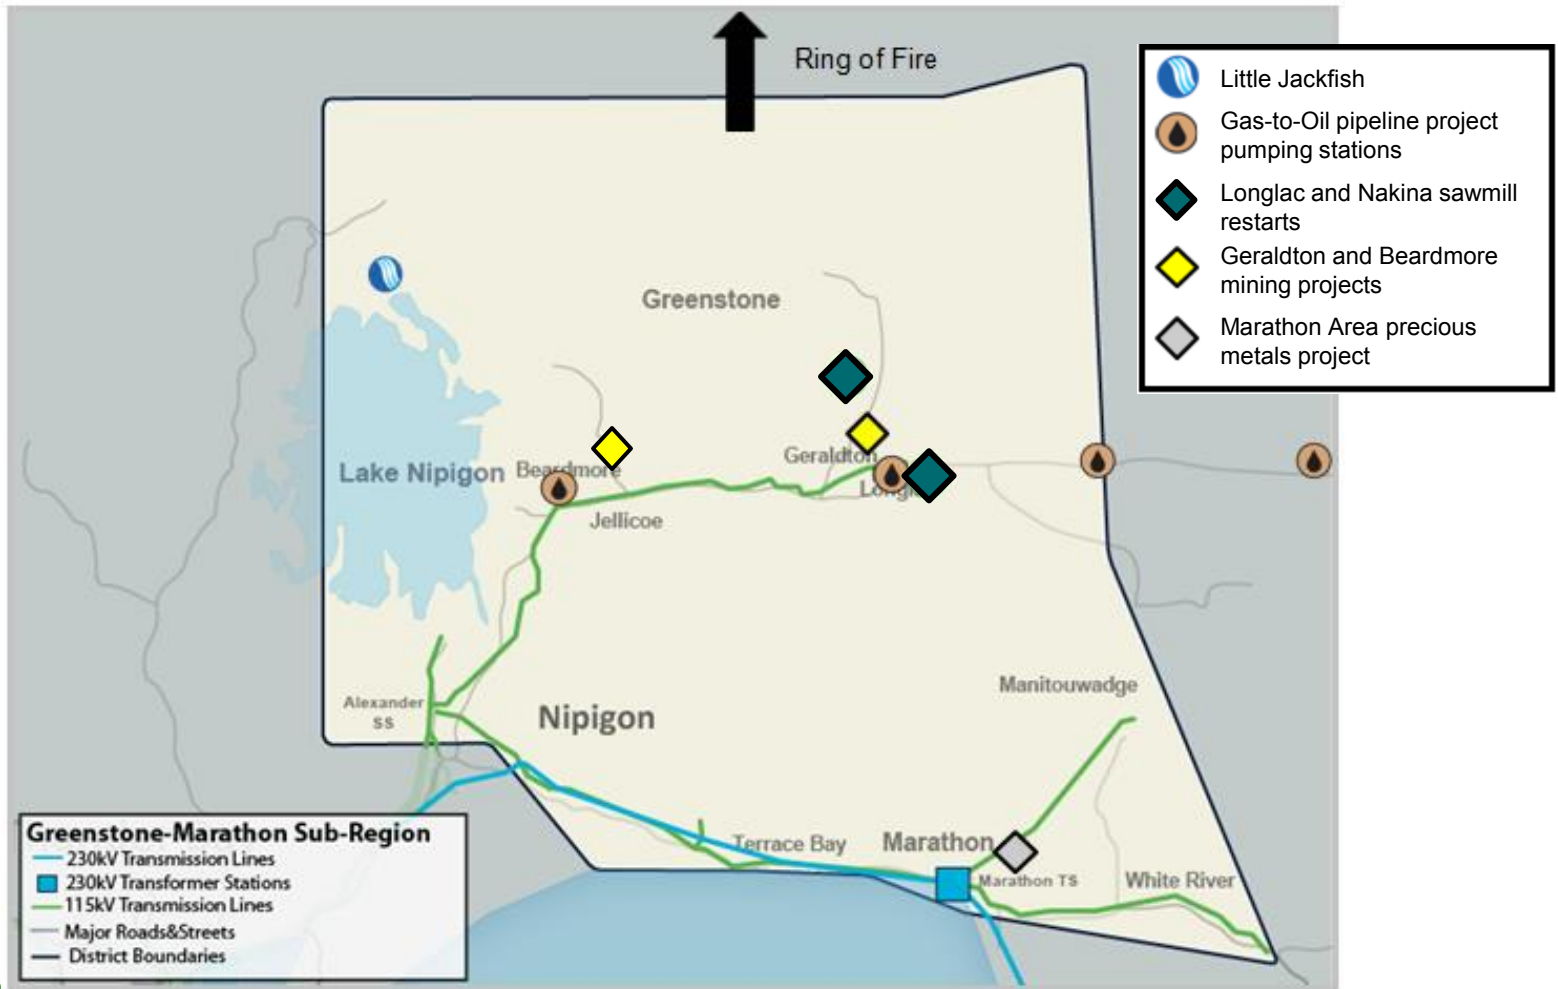 Ring of Fire
Little Jackfish
Gas-to-Oil pipeline project
pumping stations
Longlac and Nakina sawmill
restarts
Geraldton and Beardmore
mining projects
Marathon Area precious
metals project
Greenstone
Geraldton
Lake Nipigon
Beardmore
Jellicoe
Manitouwadge
Alexander
SS
Nipigon
Terrace Bay
Marathon
Marathon TS
White River
Greenstone-Marathon Sub-Region
230kV Transmission Lines
230kV Transformer Stations
115kV Transmission Lines
Major Roads&Streets
District Boundaries